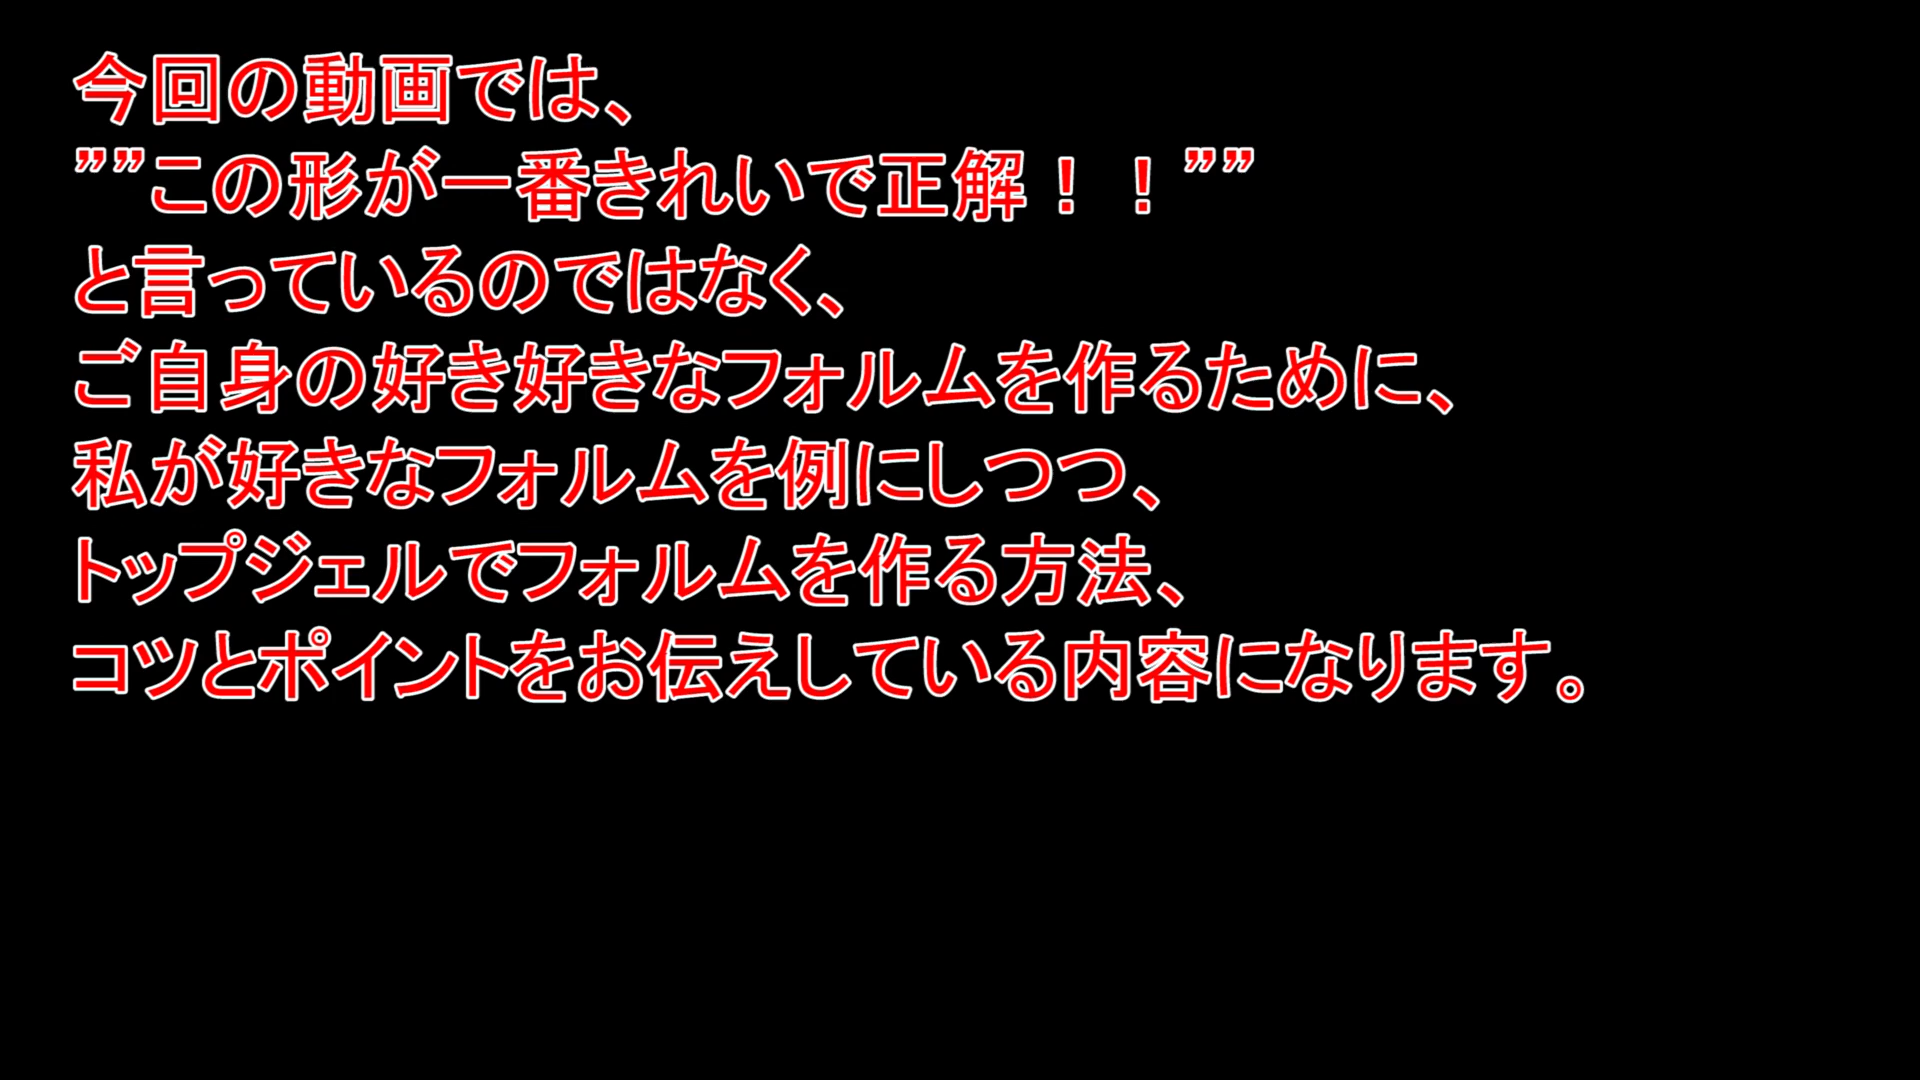 今回の動画では、
””この形が一番きれいで正解！！””
と言っているのではなく、
ご自身の好き好きなフォルムを作るために、
私が好きなフォルムを例にしつつ、
トップジェルでフォルムを作る方法、
コツとポイントをお伝えしている内容になります。